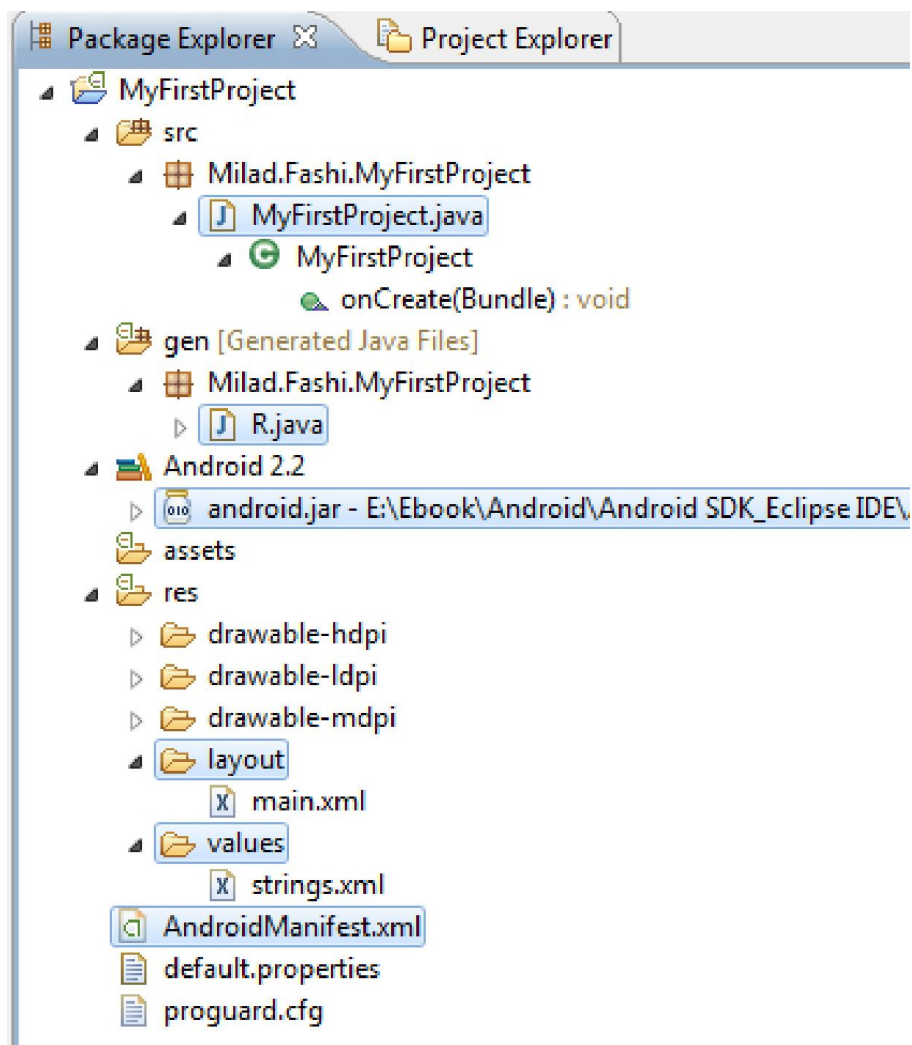 Package Explorer Project Explorer
MyFirstProject
src
Milad.Fashi.MyFirstProject
MyFirstProject.java
MyFirstProject
onCreate(Bundle) : void
gen [Generated Java Files]
Milad.Fashi.MyFirstProject
R.java
Android 2.2
android.jar - E:\Ebook\Android\Android SDK_Eclipse IDE\
assets
res
drawable-hdpi
drawable-ldpi
drawable-mdpi
layout
main.xml
values
strings.xml
AndroidManifest.xml
default.properties
proguard.cfg